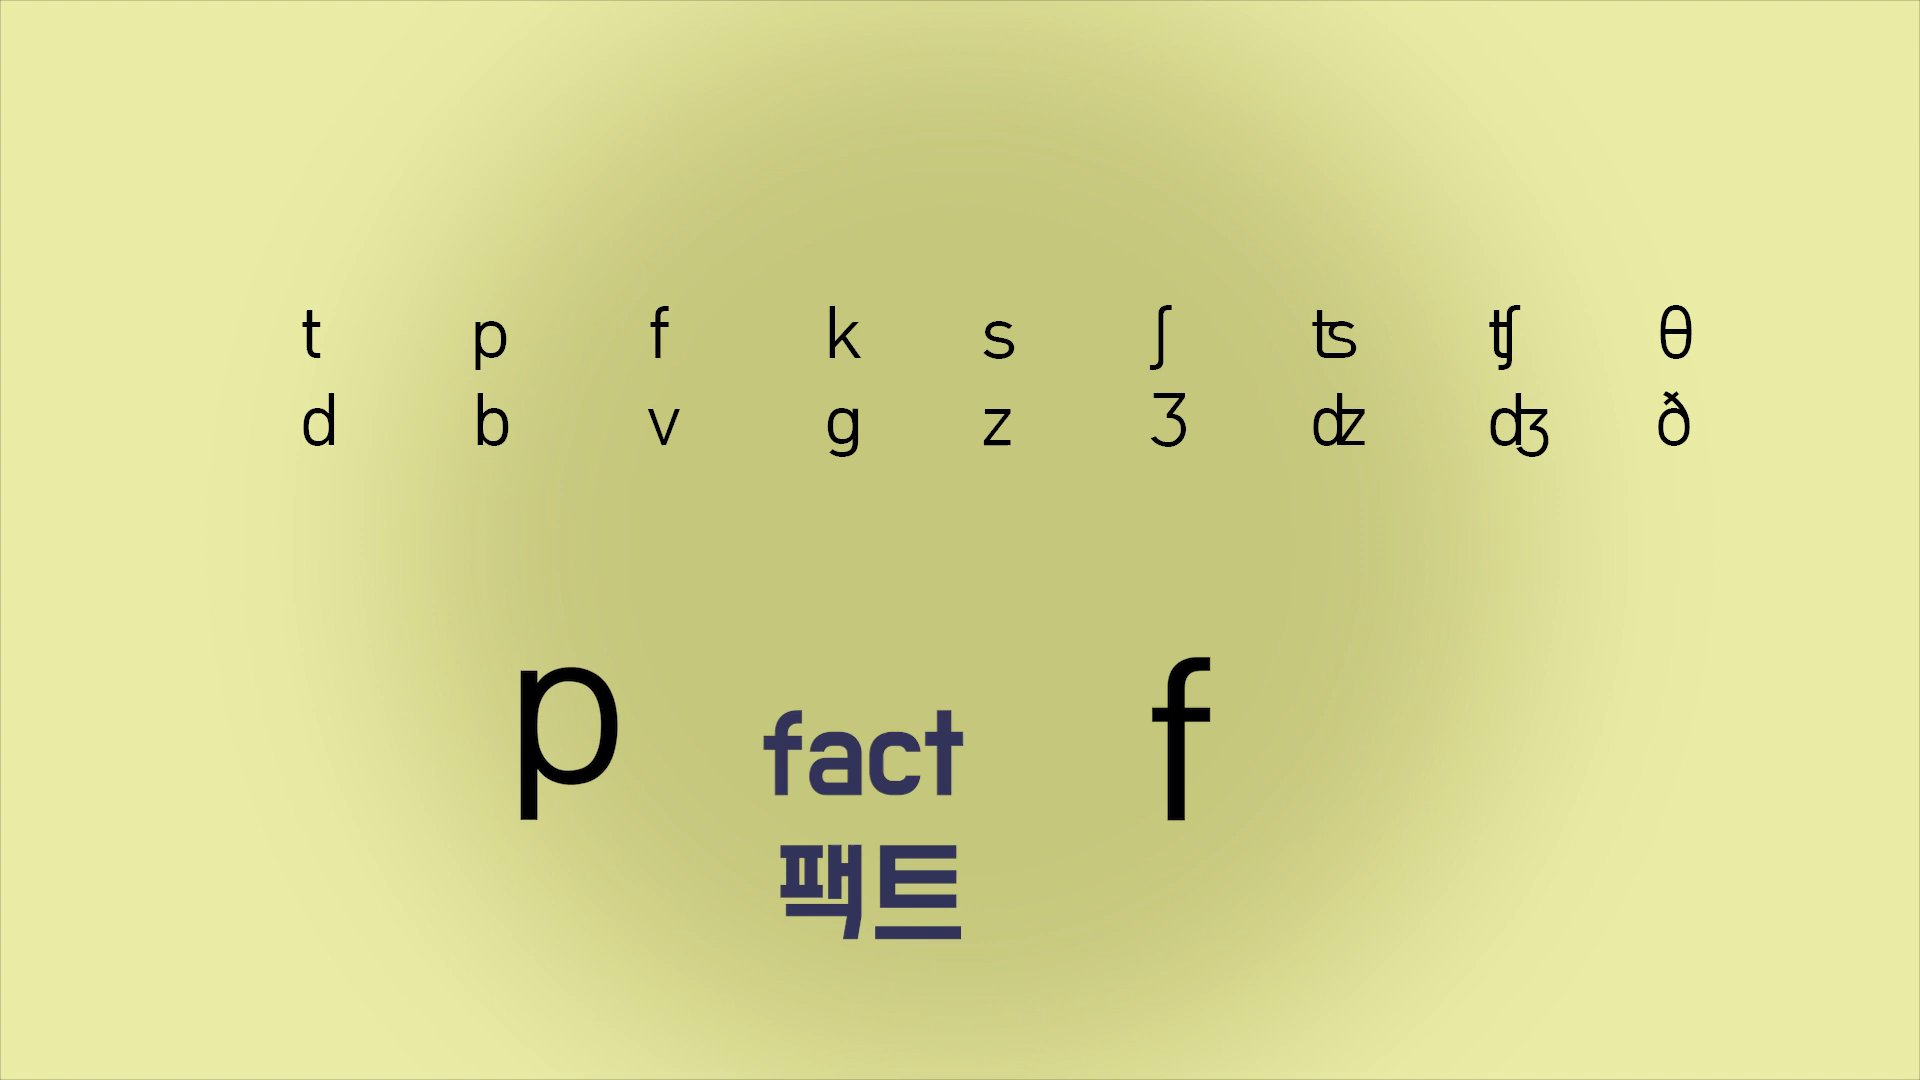 t p f k s ʃ ʦ ʧ θ
d b v g z ʒ ʣ ʤ ð
p fact f
팩트